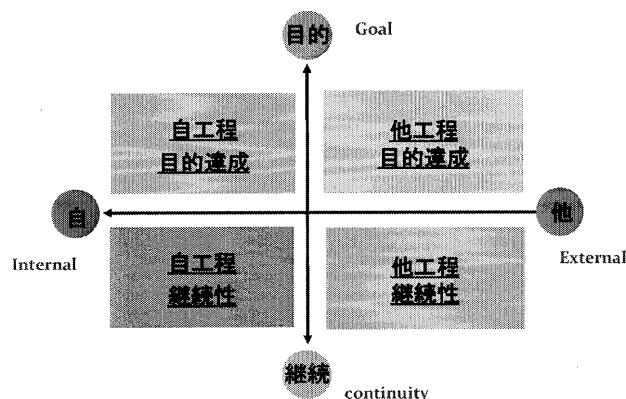 目的
Goal
自工程
目的達成
他工程
目的達成
自
他
Internal
External
自工程
継続性
他工程
継続性
継続
continuity